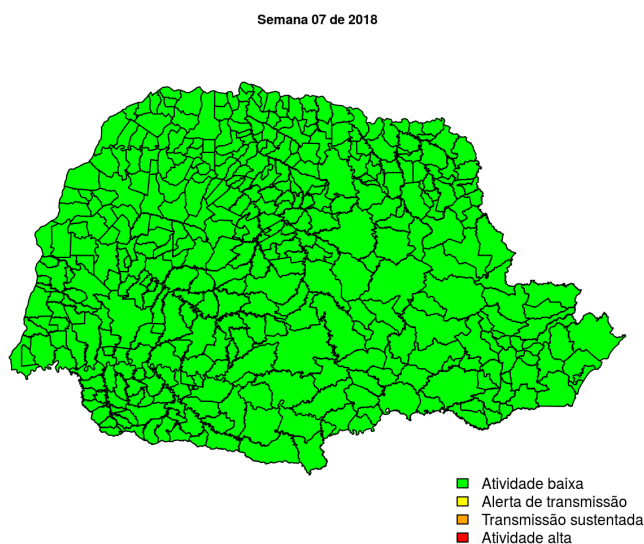 Semana 07 de 2018
Atividade baixa
Alerta de transmissão
Transmissão sustentada
Atividade alta